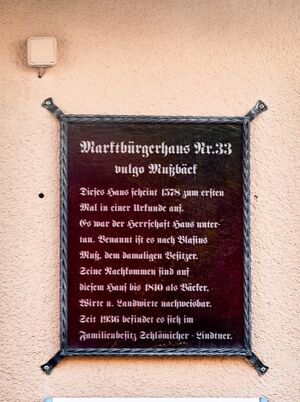 Marktbürgerhaus Nr.33
vulgo Mußbäck
Dieses Haus scheint 1578 zum ersten
Mal in einer Urkunde auf.
Es war der Herrschaft Haus unter-
tan. Benannt ist es nach Blasius
Muß, dem damaligen Besitzer.
Seine Nachkommen sind auf
diesem Hauß bis 1840 als Bäcker,
Wirte u. Landwirte nachweisbar.
Seit 1936 befindet es sich im
Familienbesitz Schlömicher - Lindtner.